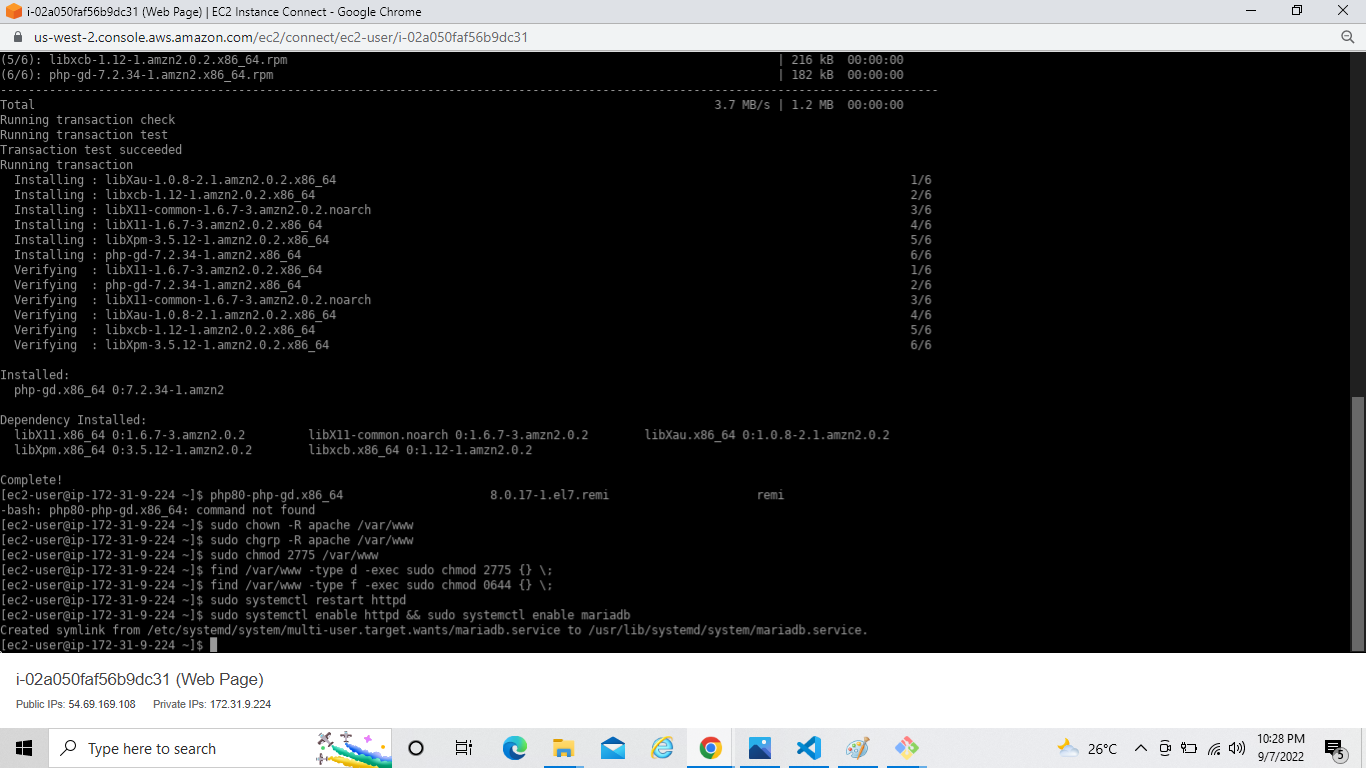 i-02a050faf56b9dc31 (Web Page) | EC2 Instance Connect - Google Chrome
us-west-2.console.aws.amazon.com/ec2/connect/ec2-user/i-02a050faf56b9dc31
(5/6): libxcb-1.12-1.amzn2.0.2.x86_64.rpm | 216 kB 00:00:00
(6/6): php-gd-7.2.34-1.amzn2.x86_64.rpm | 182 kB 00:00:00
--------------------------------------------------------------------------------------------------------------------------------------
Total 3.7 MB/s | 1.2 MB 00:00:00
Running transaction check
Running transaction test
Transaction test succeeded
Running transaction
Installing : libXau-1.0.8-2.1.amzn2.0.2.x86_64 1/6
Installing : libxcb-1.12-1.amzn2.0.2.x86_64 2/6
Installing : libX11-common-1.6.7-3.amzn2.0.2.noarch 3/6
Installing : libX11-1.6.7-3.amzn2.0.2.x86_64 4/6
Installing : libXpm-3.5.12-1.amzn2.0.2.x86_64 5/6
Installing : php-gd-7.2.34-1.amzn2.x86_64 6/6
Verifying : libX11-1.6.7-3.amzn2.0.2.x86_64 1/6
Verifying : php-gd-7.2.34-1.amzn2.x86_64 2/6
Verifying : libX11-common-1.6.7-3.amzn2.0.2.noarch 3/6
Verifying : libXau-1.0.8-2.1.amzn2.0.2.x86_64 4/6
Verifying : libxcb-1.12-1.amzn2.0.2.x86_64 5/6
Verifying : libXpm-3.5.12-1.amzn2.0.2.x86_64 6/6
Installed:
php-gd.x86_64 0:7.2.34-1.amzn2
Dependency Installed:
libX11.x86_64 0:1.6.7-3.amzn2.0.2 libX11-common.noarch 0:1.6.7-3.amzn2.0.2 libXau.x86_64 0:1.0.8-2.1.amzn2.0.2
libXpm.x86_64 0:3.5.12-1.amzn2.0.2 libxcb.x86_64 0:1.12-1.amzn2.0.2
Complete!
[ec2-user@ip-172-31-9-224 ~]$ php80-php-gd.x86_64 8.0.17-1.el7.remi remi
-bash: php80-php-gd.x86_64: command not found
[ec2-user@ip-172-31-9-224 ~]$ sudo chown -R apache /var/www
[ec2-user@ip-172-31-9-224 ~]$ sudo chgrp -R apache /var/www
[ec2-user@ip-172-31-9-224 ~]$ sudo chmod 2775 /var/www
[ec2-user@ip-172-31-9-224 ~]$ find /var/www -type d -exec sudo chmod 2775 {} \;
[ec2-user@ip-172-31-9-224 ~]$ find /var/www -type f -exec sudo chmod 0644 {} \;
[ec2-user@ip-172-31-9-224 ~]$ sudo systemctl restart httpd
[ec2-user@ip-172-31-9-224 ~]$ sudo systemctl enable httpd && sudo systemctl enable mariadb
Created symlink from /etc/systemd/system/multi-user.target.wants/mariadb.service to /usr/lib/systemd/system/mariadb.service.
[ec2-user@ip-172-31-9-224 ~]$
i-02a050faf56b9dc31 (Web Page)
Public IPs: 54.69.169.108 Private IPs: 172.31.9.224
Type here to search
26°C
10:28 PM
9/7/2022
5